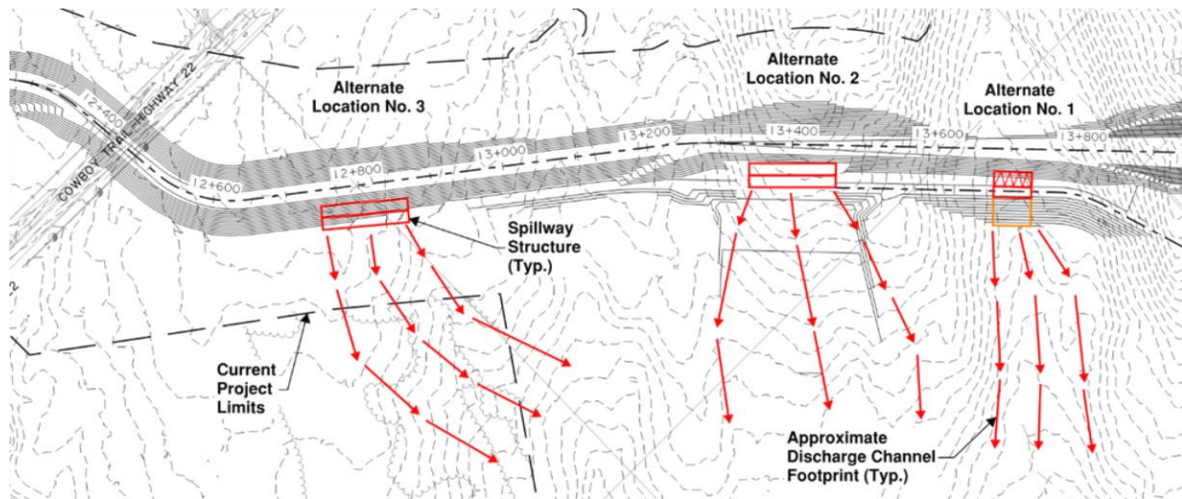 Alternate
Location No. 3
Alternate
Location No. 2
Alternate
Location No. 1
COWBOY TRAIL HIGHWAY 22
12+400
12+600
12+800
13+000
13+200
13+400
13+600
13+800
Spillway
Structure
(Typ.)
Current
Project
Limits
Approximate
Discharge Channel
Footprint (Typ.)